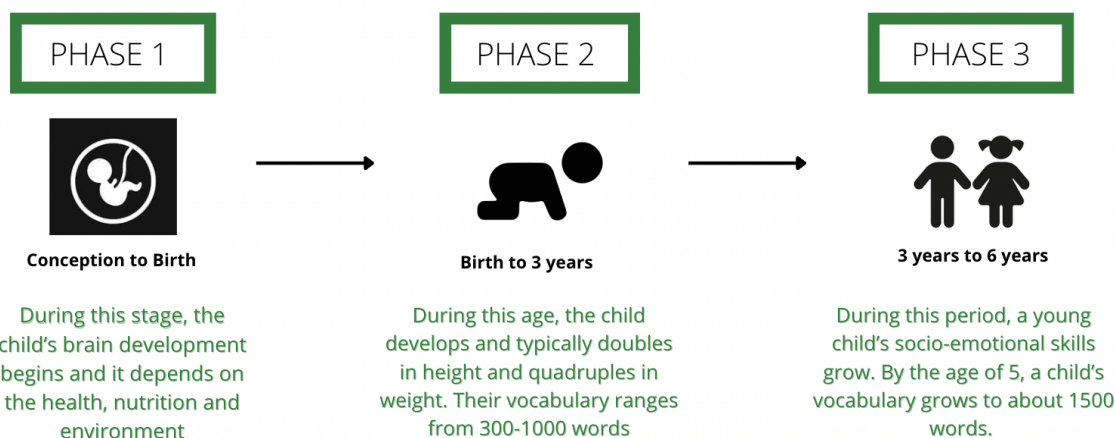 PHASE 1
Conception to Birth
During this stage, the
child’s brain development
begins and it depends on
the health, nutrition and
environment
PHASE 2
Birth to 3 years
During this age, the child
develops and typically doubles
in height and quadruples in
weight. Their vocabulary ranges
from 300-1000 words
PHASE 3
3 years to 6 years
During this period, a young
child’s socio-emotional skills
grow. By the age of 5, a child’s
vocabulary grows to about 1500
words.